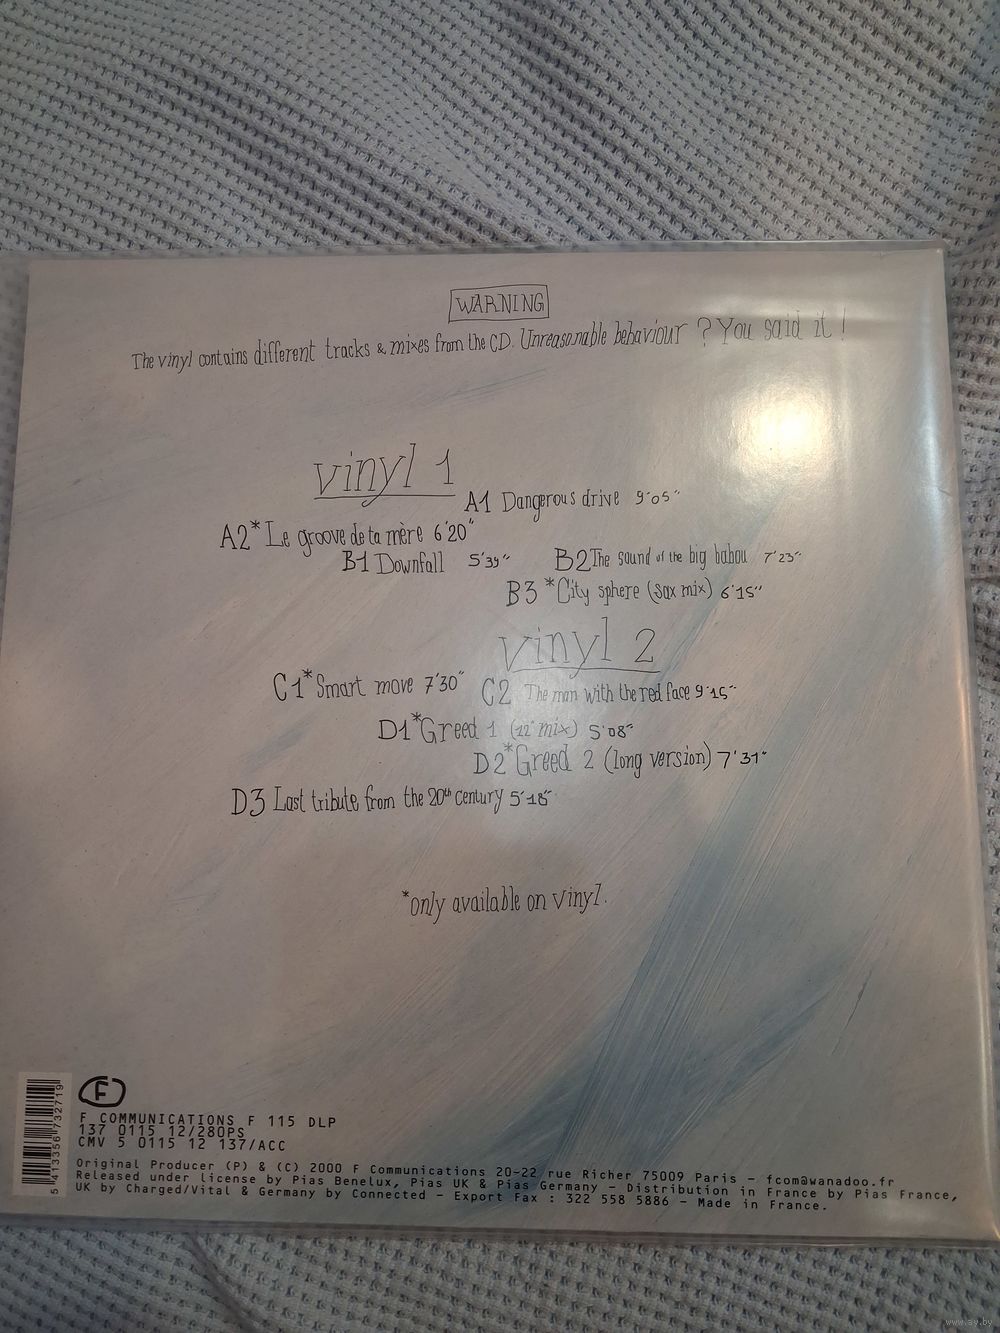 WARNING
The vinyl contains different tracks & mixes from the CD. Unreasonable behaviour ? You said it !
vinyl 1
A1 Dangerous drive 9'05"
A2* Le groove de ta mère 6'20"
B1 Downfall 5'39" B2 The sound of the big babou 7'23"
B3 *City sphere (sax mix) 6'15"
vinyl 2
C1* Smart move 7'30" C2 The man with the red face 9'15"
D1* Greed 1 (12" mix) 5'08"
D2* Greed 2 (long version) 7'31"
D3 Last tribute from the 20th century 5'18"
*only available on vinyl.
F
F COMMUNICATIONS F 115 DLP
137 0115 12/280PS
CMV 5 0115 12 137/ACC
Original Producer (P) & (C) 2000 F Communications 20-22 rue Richer 75009 Paris - fcom@wanadoo.fr
Released under license by Pias Benelux, Pias UK & Pias Germany - Distribution in France by Pias France,
UK by Charged/Vital & Germany by Connected - Export Fax : 322 558 5886 - Made in France.
5 413356 732719
www.ay.by